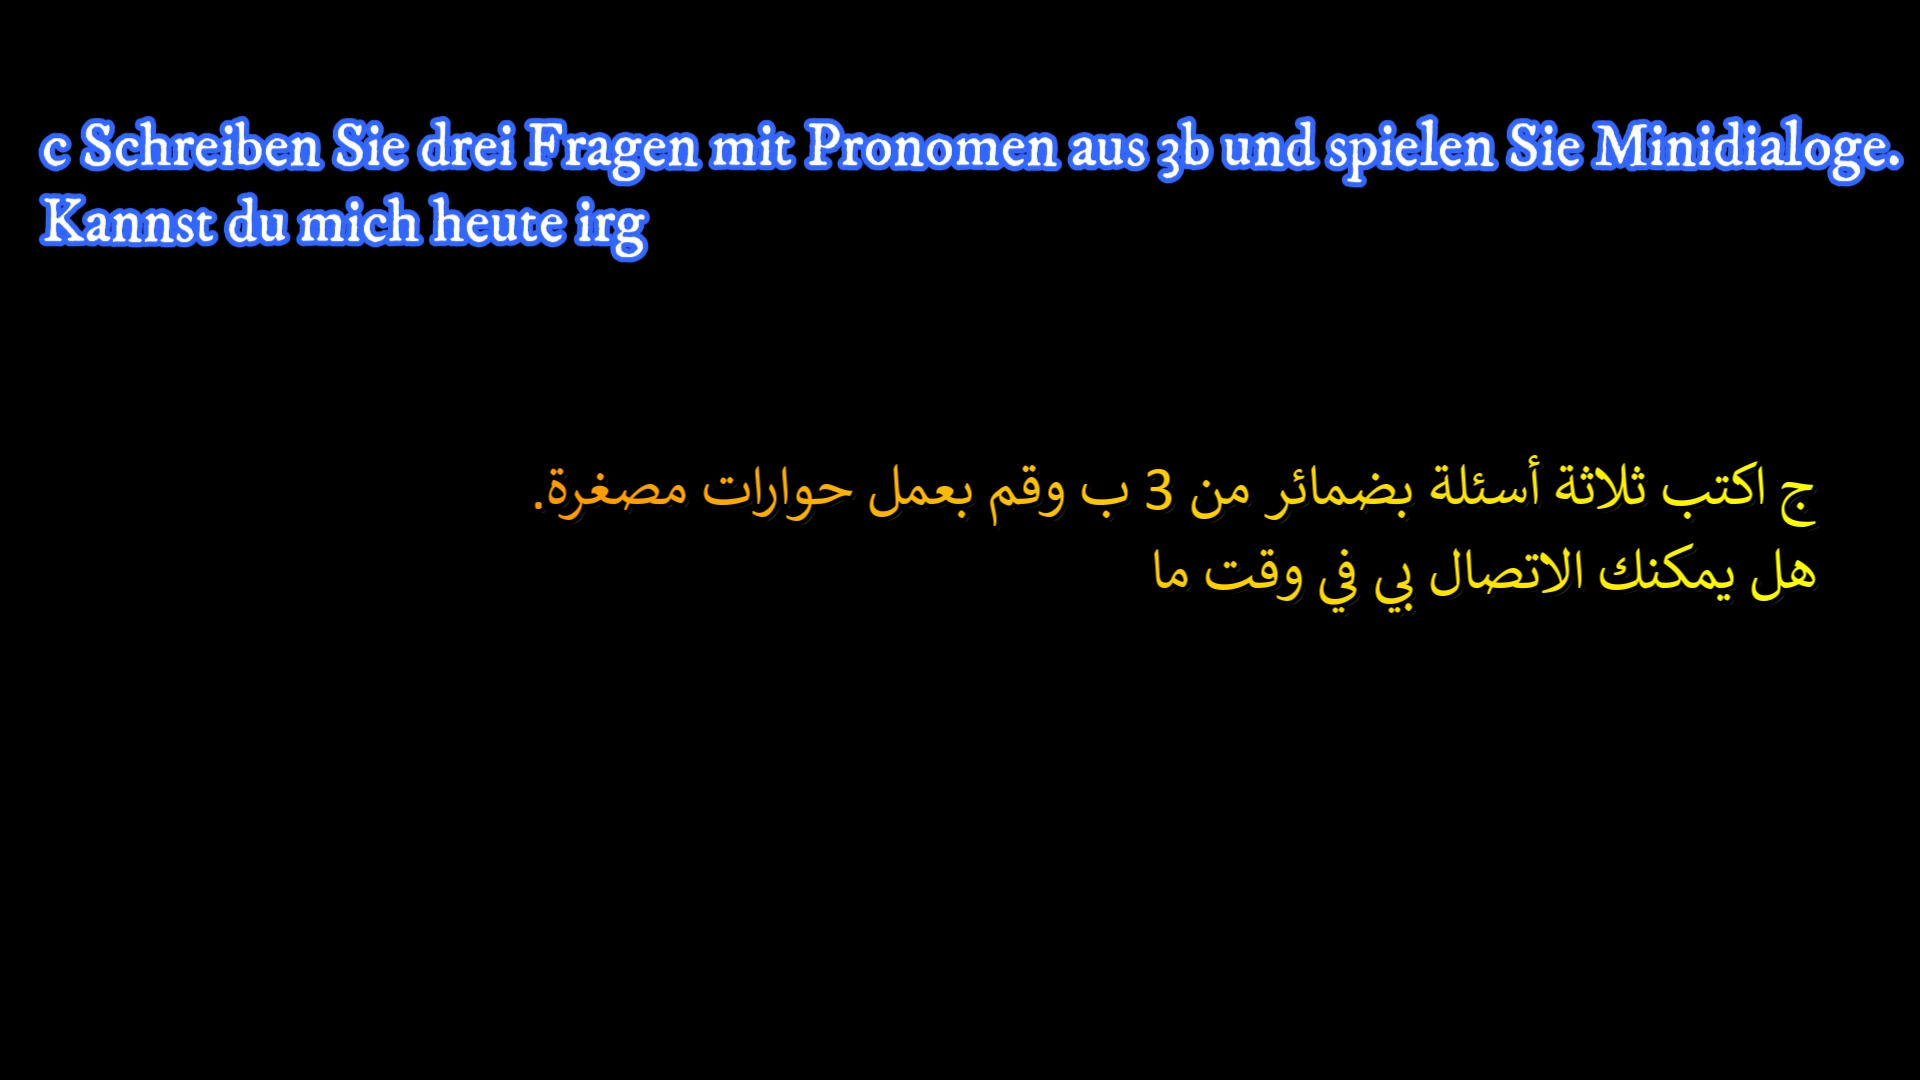 c Schreiben Sie drei Fragen mit Pronomen aus 3b und spielen Sie Minidialoge.
Kannst du mich heute irg
ج اكتب ثلاثة أسئلة بضمائر من 3 ب وقم بعمل حوارات مصغرة.
هل يمكنك الاتصال بي في وقت ما